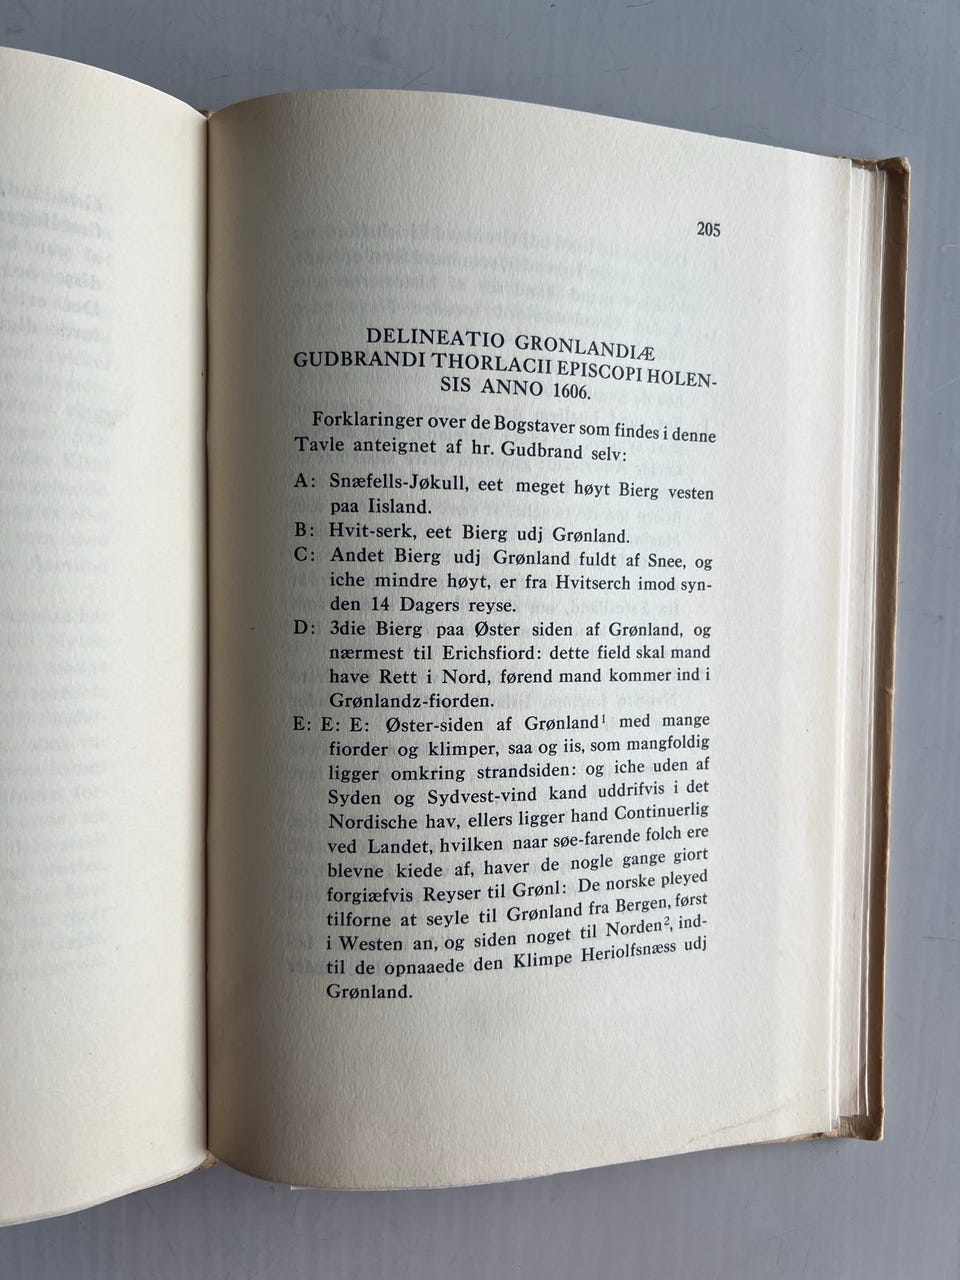 205
DELINEATIO GRONLANDIÆ
GUDBRANDI THORLACII EPISCOPI HOLEN-
SIS ANNO 1606.
Forklaringer over de Bogstaver som findes i denne
Tavle anteignet af hr. Gudbrand selv:
A: Snæfells-Jøkull, eet meget høyt Bierg vesten
paa Iisland.
B: Hvit-serk, eet Bierg udj Grønland.
C: Andet Bierg udj Grønland fuldt af Snee, og
iche mindre høyt, er fra Hvitserch imod syn-
den 14 Dagers reyse.
D: 3die Bierg paa Øster siden af Grønland, og
nærmest til Erichsfiord: dette field skal mand
have Rett i Nord, førend mand kommer ind i
Grønlandz-fiorden.
E: E: E: Øster-siden af Grønland¹ med mange
fiorder og klimper, saa og iis, som mangfoldig
ligger omkring strandsiden: og iche uden af
Syden og Sydvest-vind kand uddrifvis i det
Nordische hav, ellers ligger hand Continuerlig
ved Landet, hvilken naar søe-farende folch ere
blevne kiede af, haver de nogle gange giort
forgiæfvis Reyser til Grønl: De norske pleyed
tilforne at seyle til Grønland fra Bergen, først
i Westen an, og siden noget til Norden², ind-
til de opnaaede den Klimpe Heriolfsnæss udj
Grønland.